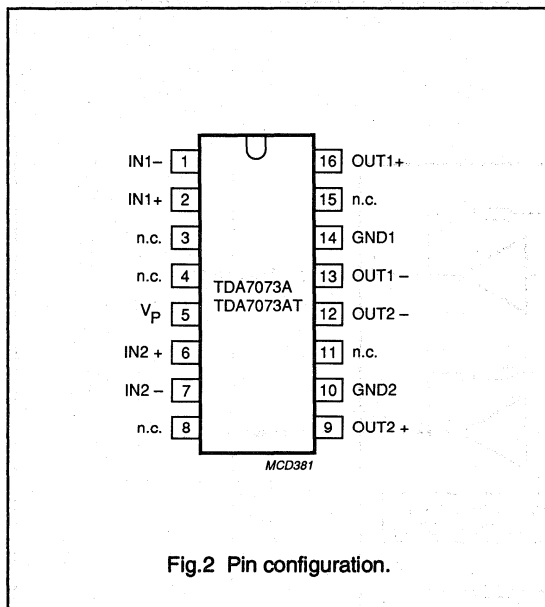 IN1– 1 16 OUT1+
IN1+ 2 15 n.c.
n.c. 3 14 GND1
n.c. 4 13 OUT1 –
TDA7073A
TDA7073AT
VP 5 12 OUT2 –
IN2 + 6 11 n.c.
IN2 – 7 10 GND2
n.c. 8 9 OUT2 +
MCD381
Fig.2 Pin configuration.